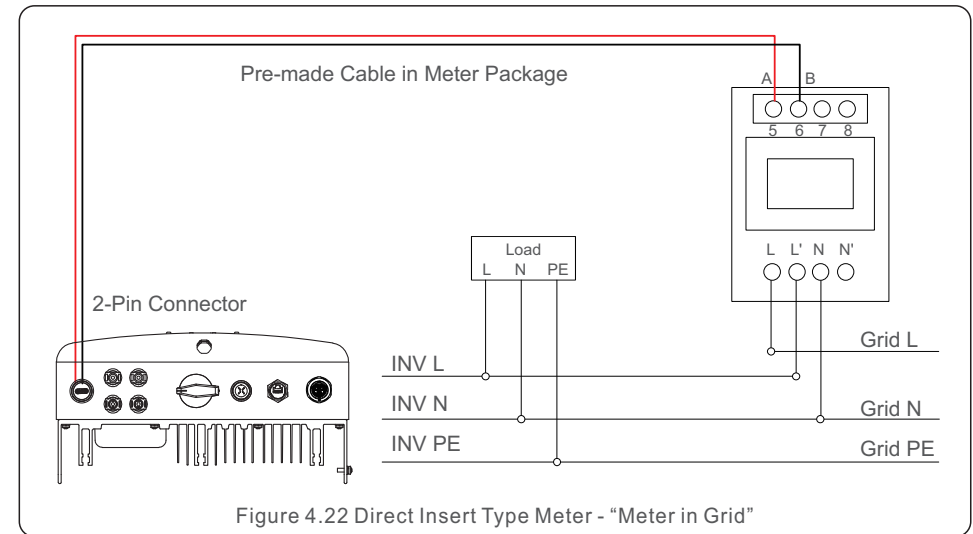 Pre-made Cable in Meter Package
A B
5 6 7 8
Load
L N PE
L L' N N'
2-Pin Connector
INV L
Grid L
INV N
Grid N
INV PE
Grid PE
Figure 4.22 Direct Insert Type Meter - “Meter in Grid”